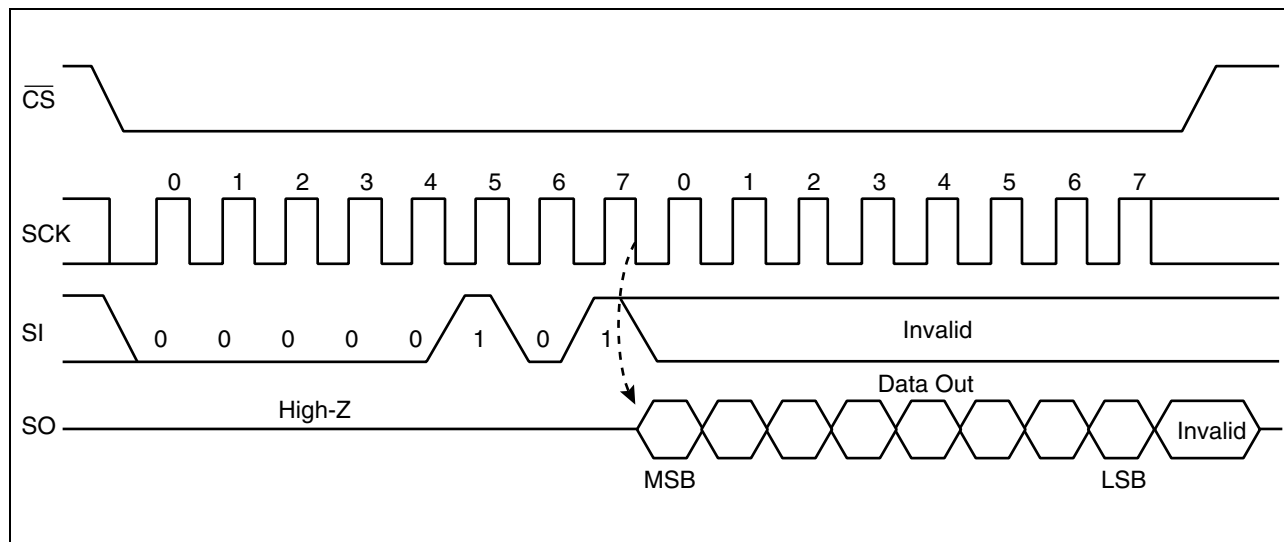 CS
0 1 2 3 4 5 6 7 0 1 2 3 4 5 6 7
SCK
SI 0 0 0 0 0 1 0 1 Invalid
Data Out
High-Z
SO Invalid
MSB LSB